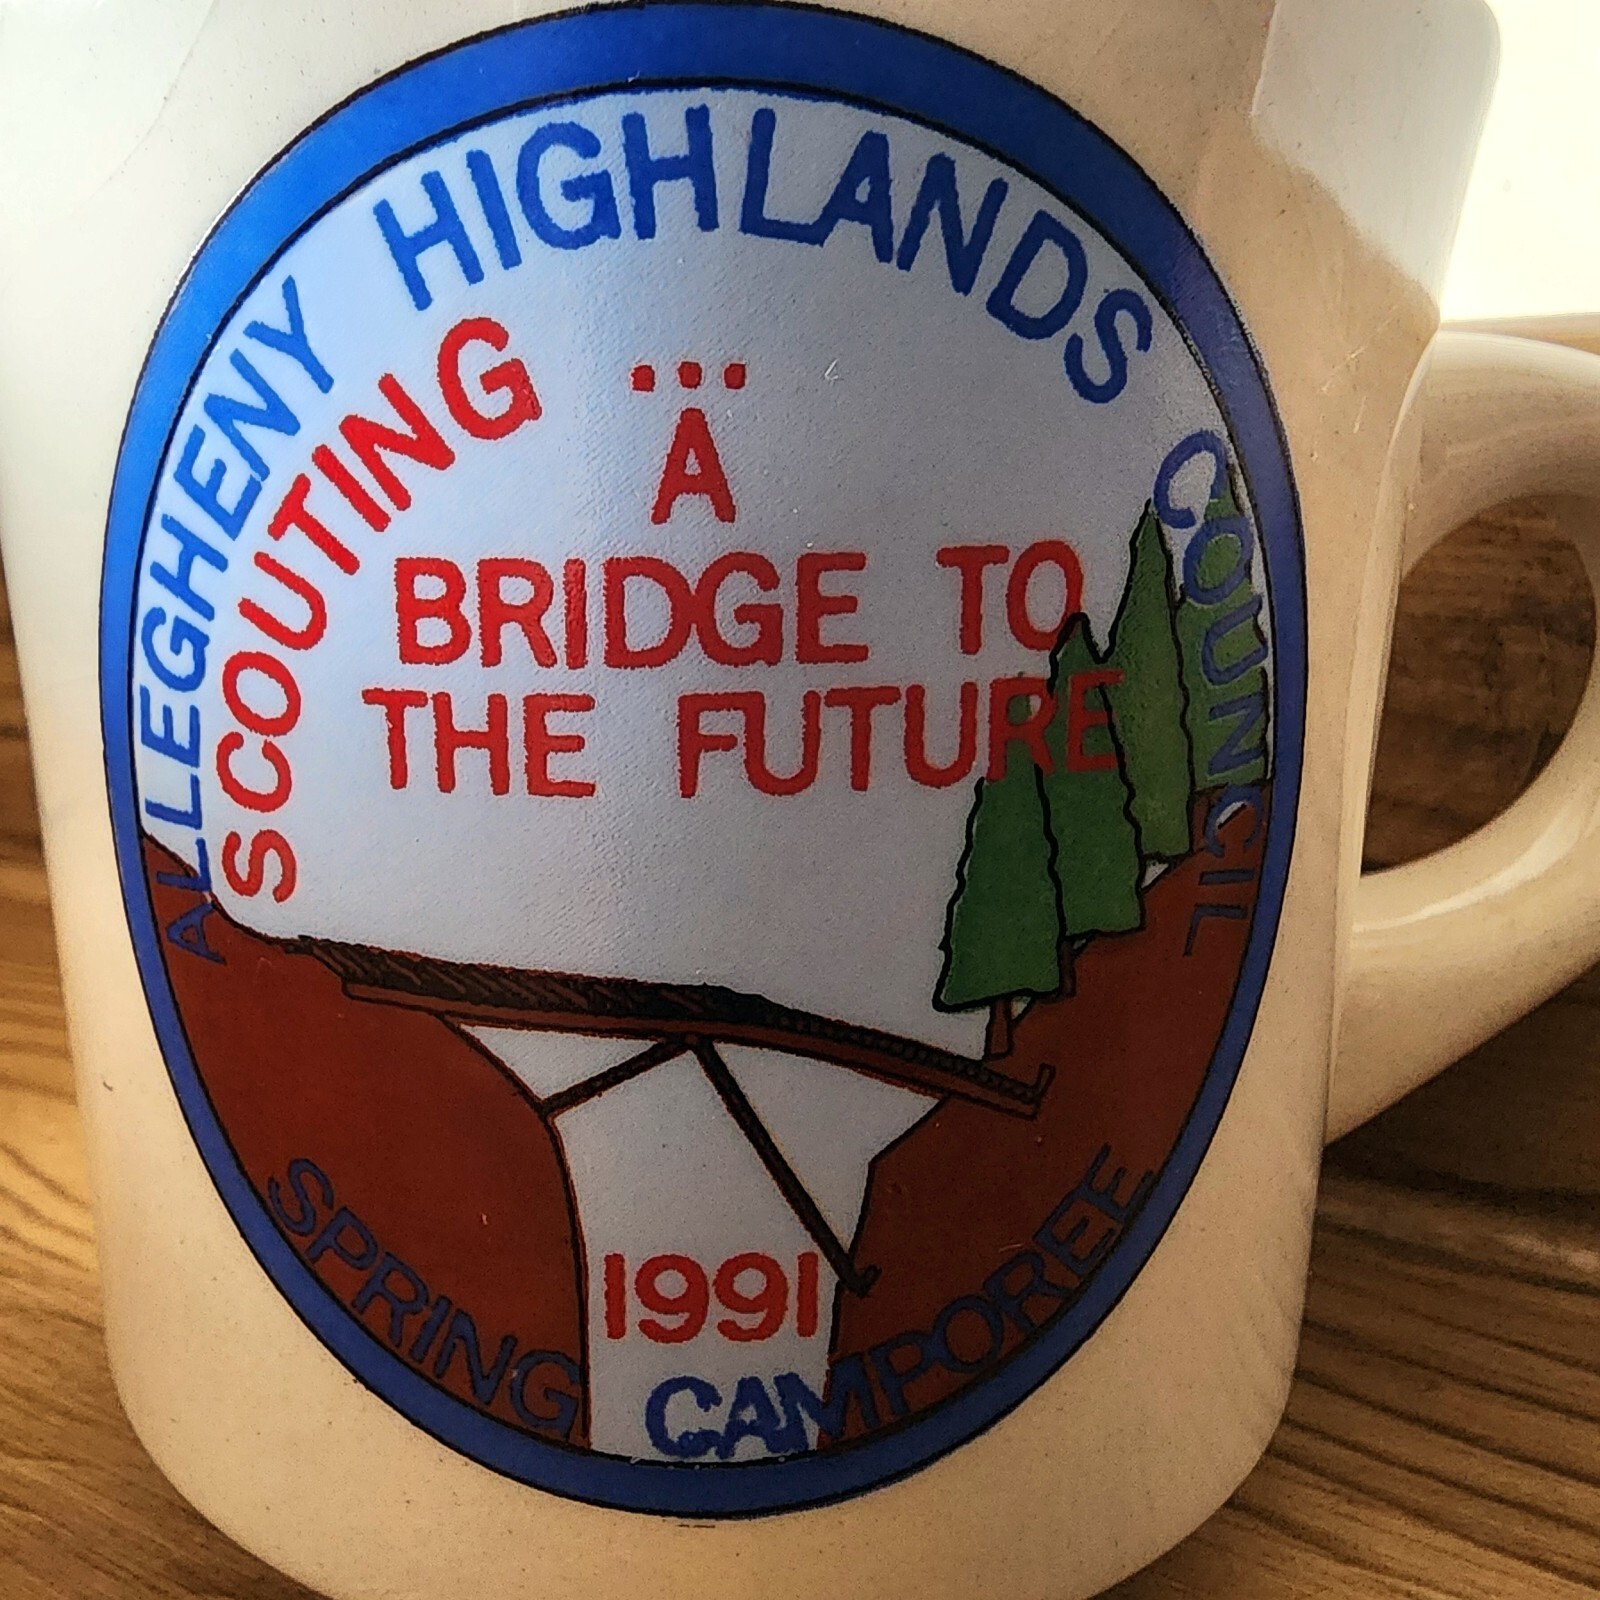 ALLEGHENY HIGHLANDS COUNCIL
SCOUTING ...
A
BRIDGE TO
THE FUTURE
1991
SPRING CAMPOREE